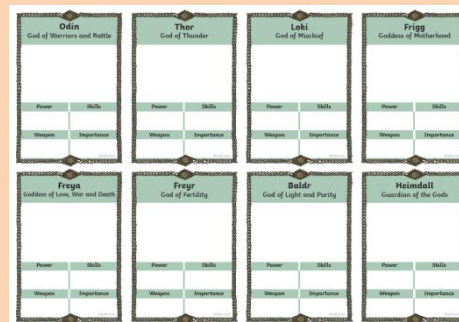 Odin
God of Warriors and Battle
Power Skills
Weapon Importance
Thor
God of Thunder
Power Skills
Weapon Importance
Loki
God of Mischief
Power Skills
Weapon Importance
Frigg
Goddess of Motherhood
Power Skills
Weapon Importance
Freya
Goddess of Love, War and Death
Power Skills
Weapon Importance
Freyr
God of Fertility
Power Skills
Weapon Importance
Baldr
God of Light and Purity
Power Skills
Weapon Importance
Heimdall
Guardian of the Gods
Power Skills
Weapon Importance